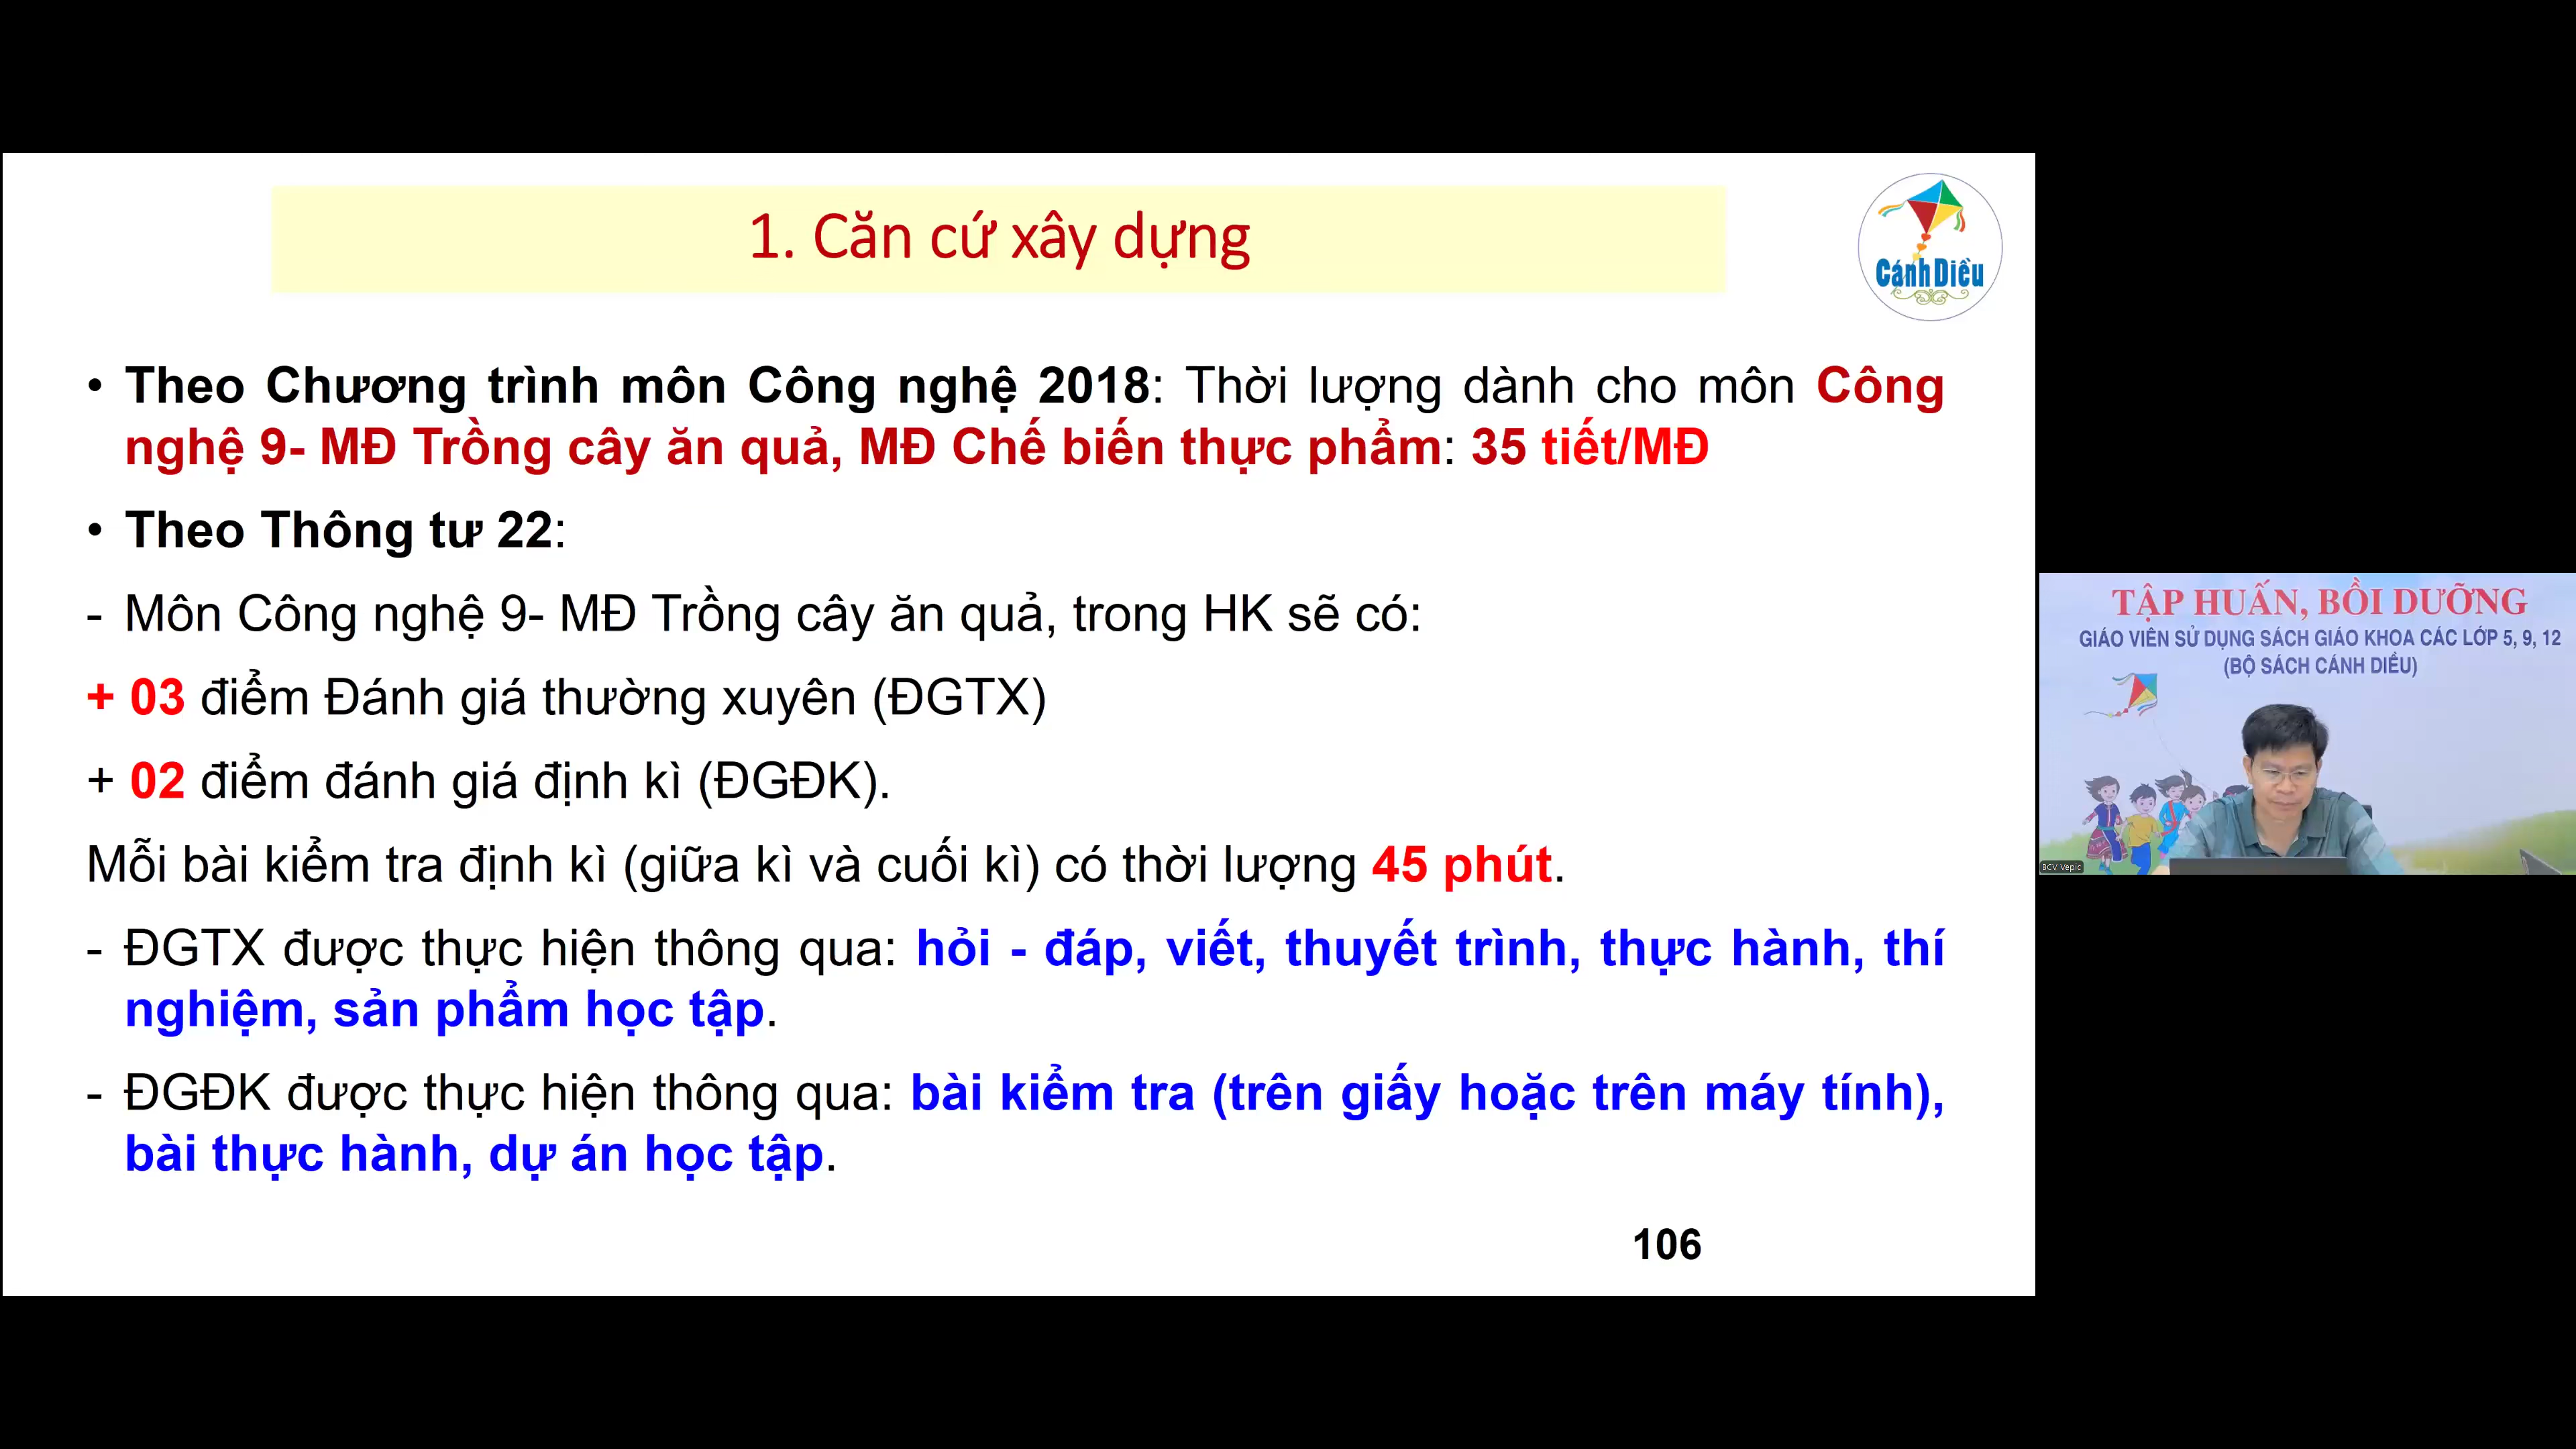 1. Căn cứ xây dựng
Cánh Diều
• Theo Chương trình môn Công nghệ 2018: Thời lượng dành cho môn Công
nghệ 9- MĐ Trồng cây ăn quả, MĐ Chế biến thực phẩm: 35 tiết/MĐ
• Theo Thông tư 22:
- Môn Công nghệ 9- MĐ Trồng cây ăn quả, trong HK sẽ có:
+ 03 điểm Đánh giá thường xuyên (ĐGTX)
+ 02 điểm đánh giá định kì (ĐGĐK).
Mỗi bài kiểm tra định kì (giữa kì và cuối kì) có thời lượng 45 phút.
- ĐGTX được thực hiện thông qua: hỏi - đáp, viết, thuyết trình, thực hành, thí
nghiệm, sản phẩm học tập.
- ĐGĐK được thực hiện thông qua: bài kiểm tra (trên giấy hoặc trên máy tính),
bài thực hành, dự án học tập.
106
TẬP HUẤN, BỒI DƯỠNG
GIÁO VIÊN SỬ DỤNG SÁCH GIÁO KHOA CÁC LỚP 5, 9, 12
(BỘ SÁCH CÁNH DIỀU)
BCV Vepic